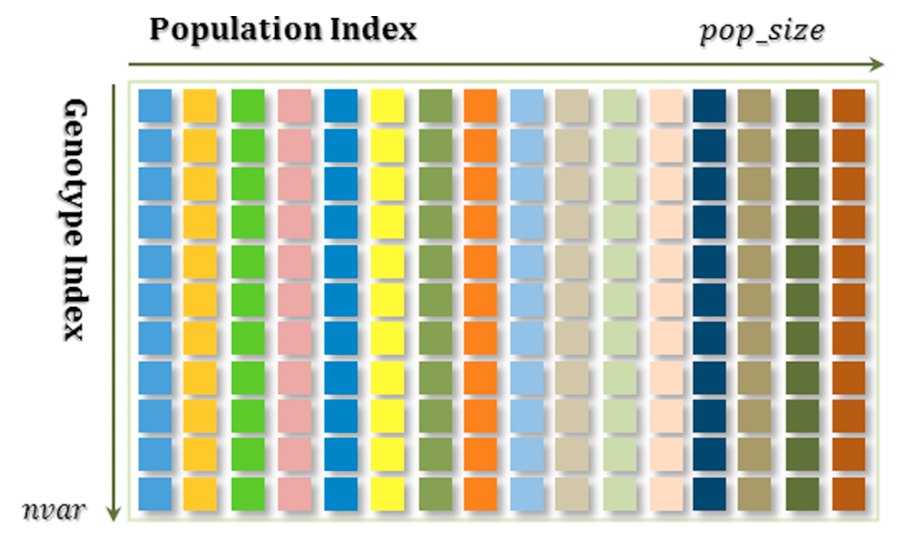 Population Index
pop_size
Genotype Index
nvar